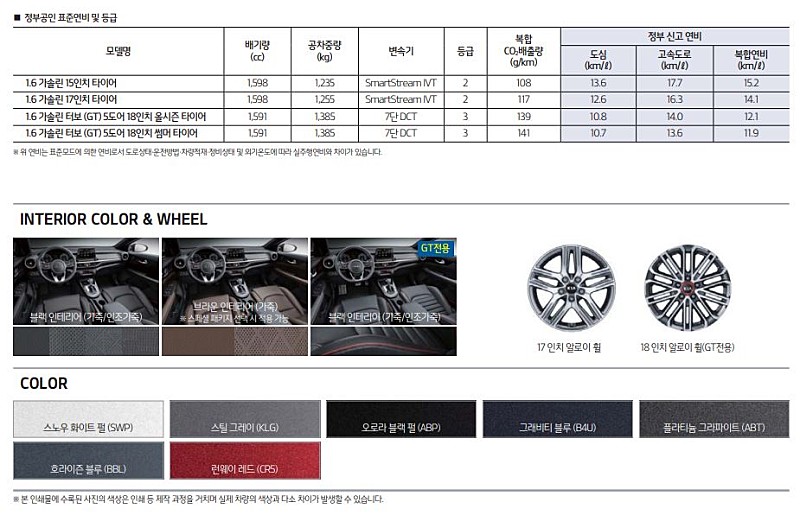 ■ 정부공인 표준연비 및 등급
모델명 배기량 (cc) 공차중량 (kg) 변속기 등급 복합 CO₂배출량 (g/km) 정부 신고 연비
도심 (km/ℓ) 고속도로 (km/ℓ) 복합연비 (km/ℓ)
1.6 가솔린 15인치 타이어 1,598 1,235 SmartStream IVT 2 108 13.6 17.7 15.2
1.6 가솔린 17인치 타이어 1,598 1,255 SmartStream IVT 2 117 12.6 16.3 14.1
1.6 가솔린 터보 (GT) 5도어 18인치 올시즌 타이어 1,591 1,385 7단 DCT 3 139 10.8 14.0 12.1
1.6 가솔린 터보 (GT) 5도어 18인치 썸머 타이어 1,591 1,385 7단 DCT 3 141 10.7 13.6 11.9
※ 위 연비는 표준모드에 의한 연비로서 도로상태·운전방법·차량적재·정비상태 및 외기온도에 따라 실주행연비와 차이가 있습니다.
INTERIOR COLOR & WHEEL
GT전용
블랙 인테리어 (가죽/인조가죽)
브라운 인테리어 (가죽)
※ 스페셜 패키지 선택 시 적용 가능
블랙 인테리어 (가죽/인조가죽)
17 인치 알로이 휠
18 인치 알로이 휠(GT전용)
COLOR
스노우 화이트 펄 (SWP) 스틸 그레이 (KLG) 오로라 블랙 펄 (ABP) 그래비티 블루 (B4U) 플라티늄 그라파이트 (ABT)
호라이즌 블루 (BBL) 런웨이 레드 (CR5)
※ 본 인쇄물에 수록된 사진의 색상은 인쇄 등 제작 과정을 거치며 실제 차량의 색상과 다소 차이가 발생할 수 있습니다.